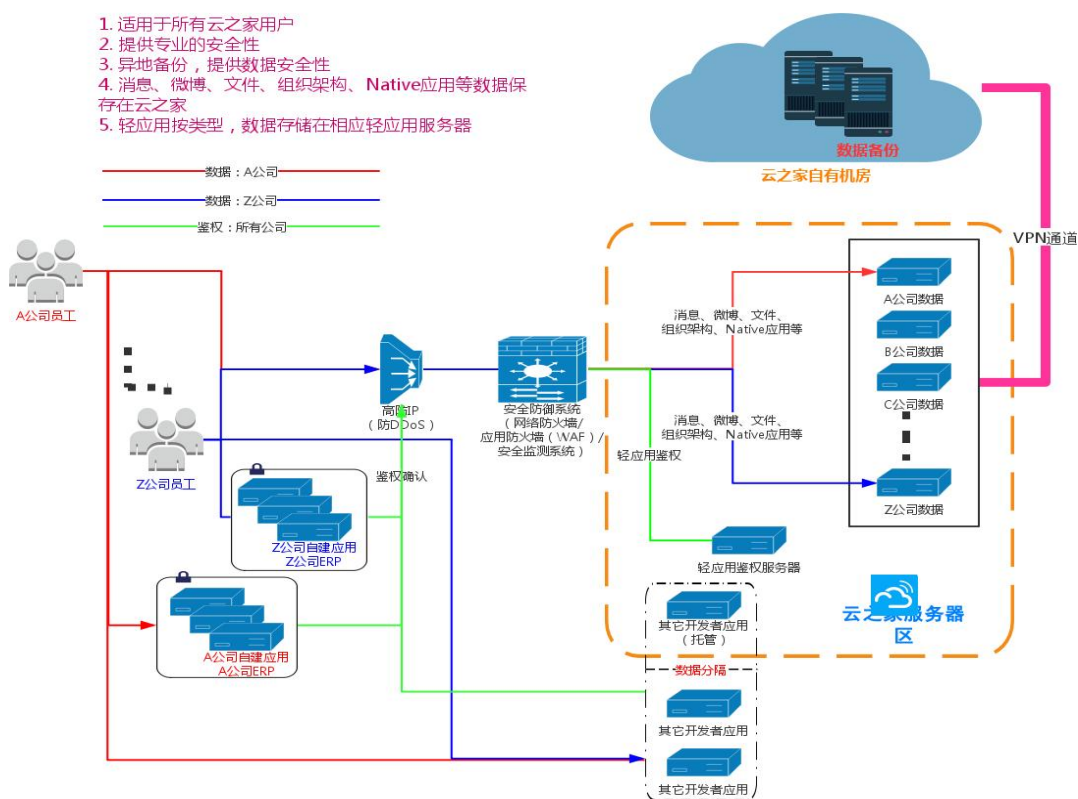 1. 适用于所有云之家用户
2. 提供专业的安全性
3. 异地备份，提供数据安全性
4. 消息、微博、文件、组织架构、Native应用等数据保
存在云之家
5. 轻应用按类型，数据存储在相应轻应用服务器
数据：A公司
数据：Z公司
鉴权：所有公司
数据备份
云之家自有机房
VPN通道
A公司员工
Z公司员工
高防IP
（防DDoS）
安全防御系统
（网络防火墙/
应用防火墙（WAF）/
安全监测系统）
鉴权确认
消息、微博、文件、
组织架构、Native应用等
消息、微博、文件、
组织架构、Native应用等
轻应用鉴权
A公司数据
B公司数据
C公司数据
Z公司数据
轻应用鉴权服务器
云之家服务器
区
Z公司自建应用
Z公司ERP
A公司自建应用
A公司ERP
其它开发者应用
（托管）
数据分隔
其它开发者应用
其它开发者应用